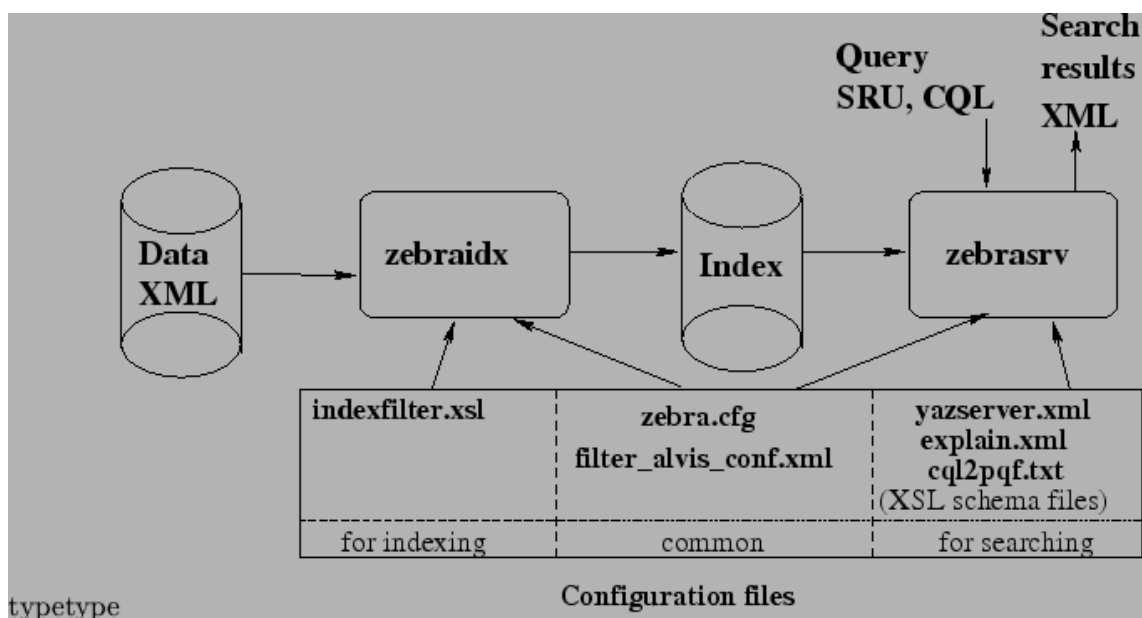 Search
results
XML
Query
SRU, CQL
Data
XML
zebraidx
Index
zebrasrv
indexfilter.xsl
zebra.cfg
filter_alvis_conf.xml
yazserver.xml
explain.xml
cql2pqf.txt
(XSL schema files)
for indexing
common
for searching
Configuration files
typetype